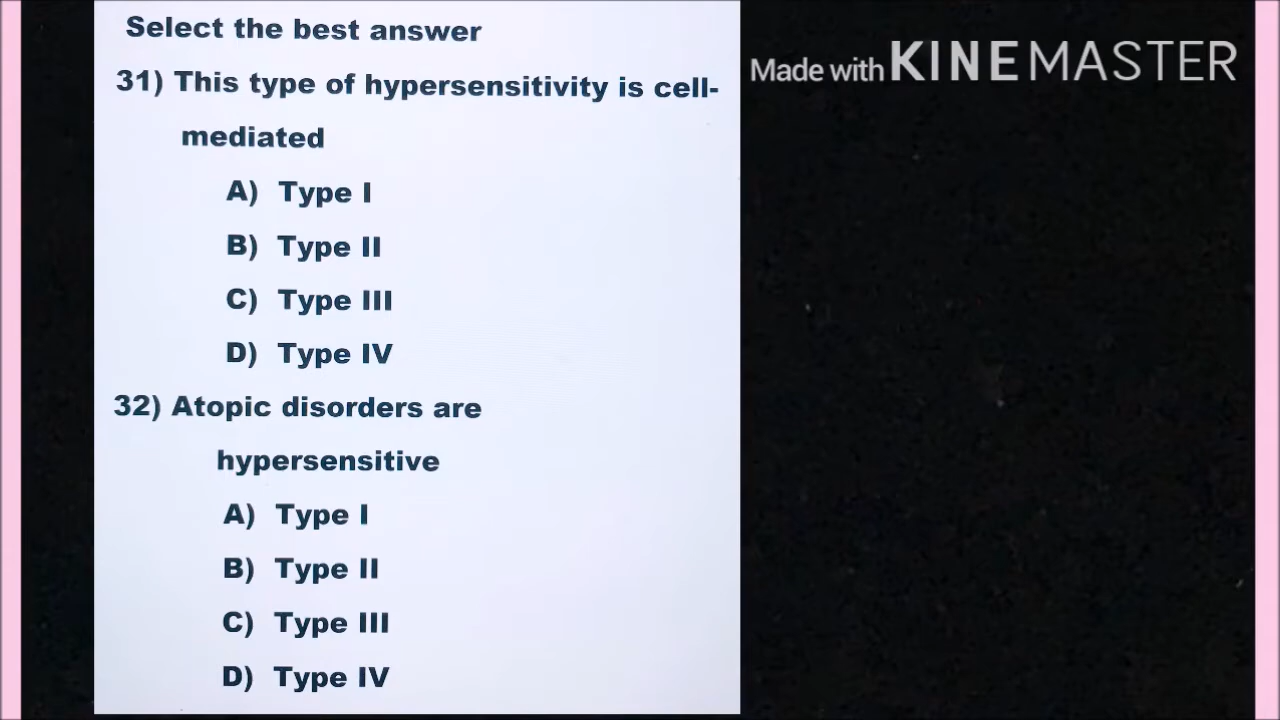 Select the best answer
31) This type of hypersensitivity is cell-
mediated
A) Type I
B) Type II
C) Type III
D) Type IV
32) Atopic disorders are
hypersensitive
A) Type I
B) Type II
C) Type III
D) Type IV
Made with KINEMASTER